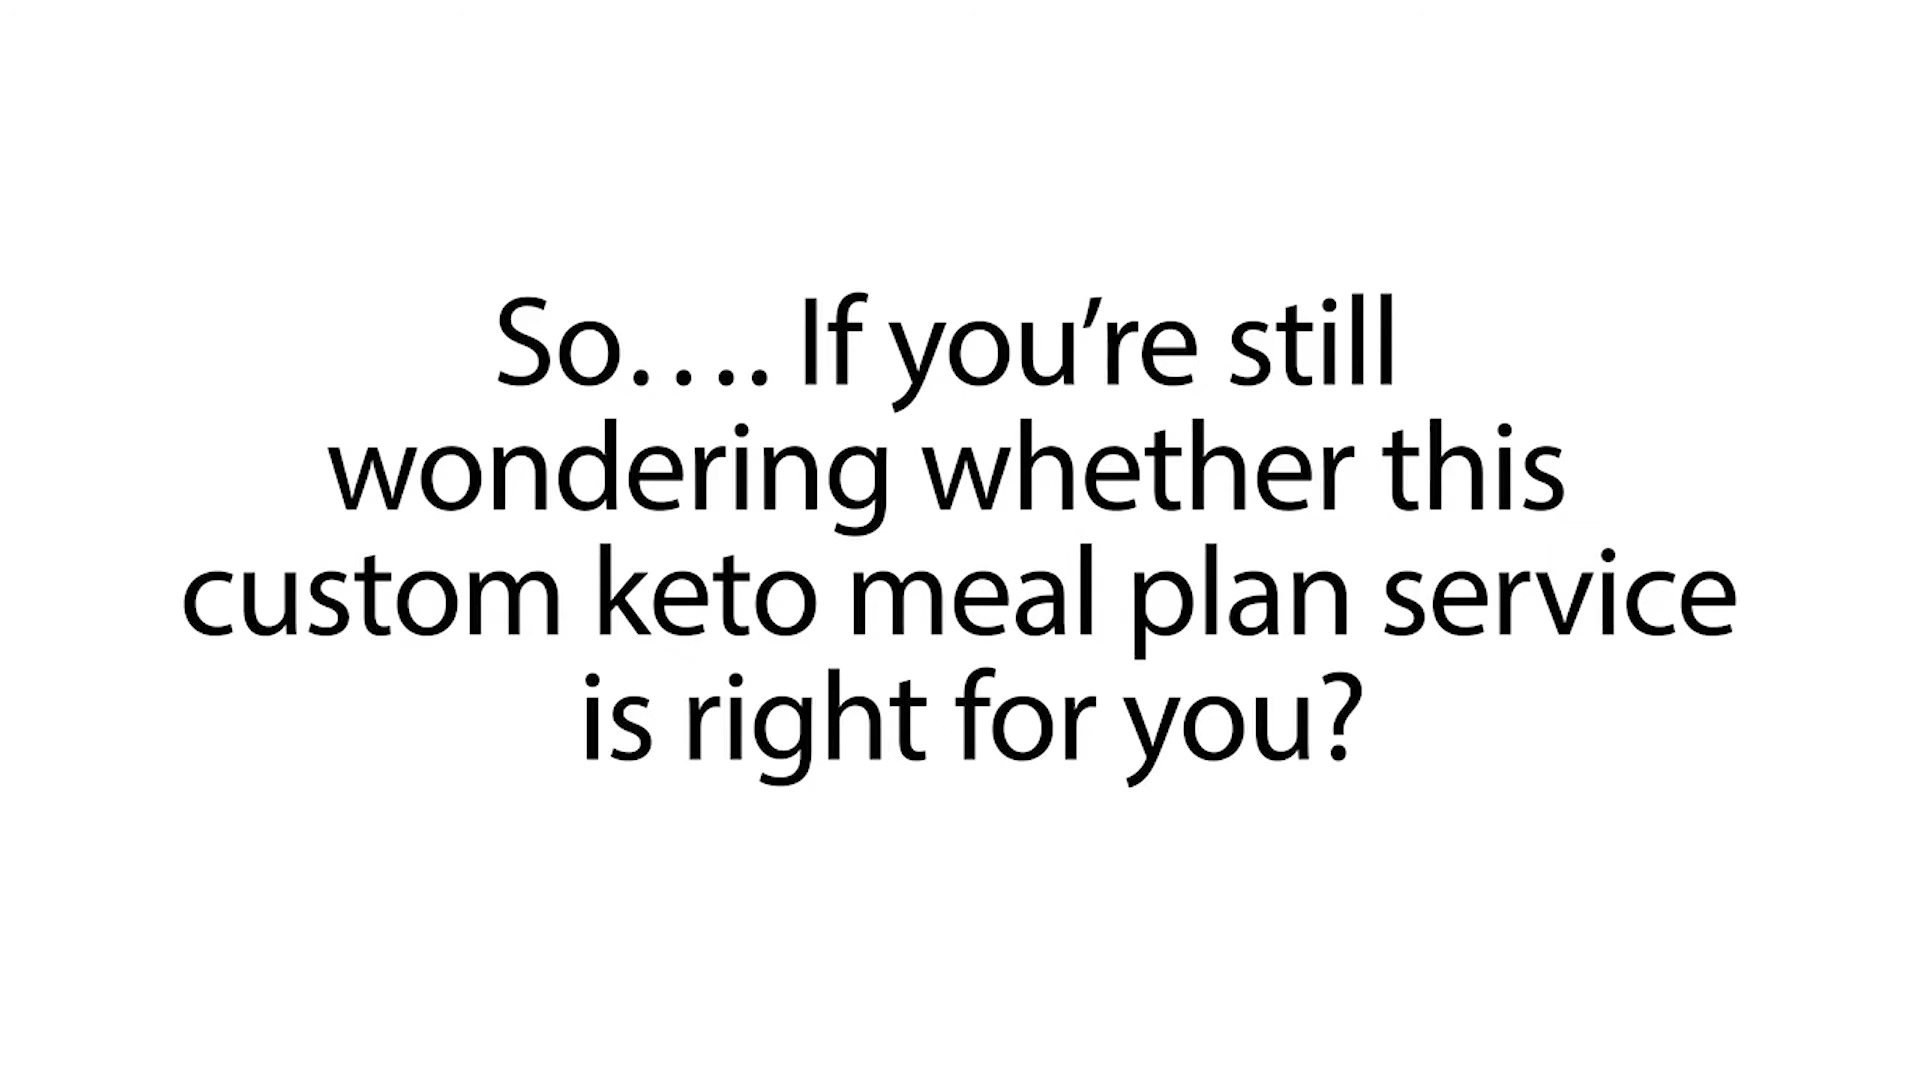 So…. If you’re still
wondering whether this
custom keto meal plan service
is right for you?